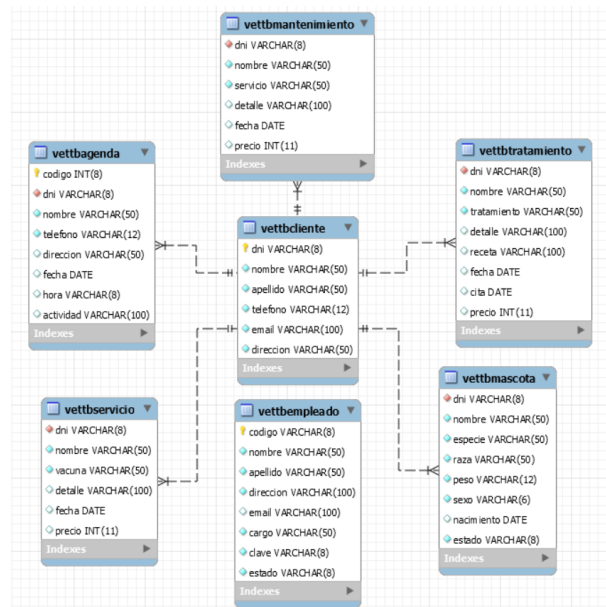 vettbmantenimiento
dni VARCHAR(8)
nombre VARCHAR(50)
servicio VARCHAR(50)
detalle VARCHAR(100)
fecha DATE
precio INT(11)
Indexes
vettbagenda
codigo INT(8)
dni VARCHAR(8)
nombre VARCHAR(50)
telefono VARCHAR(12)
direccion VARCHAR(50)
fecha DATE
hora VARCHAR(8)
actividad VARCHAR(100)
Indexes
vettbtratamiento
dni VARCHAR(8)
nombre VARCHAR(50)
tratamiento VARCHAR(50)
detalle VARCHAR(100)
receta VARCHAR(100)
fecha DATE
cita DATE
precio INT(11)
Indexes
vettbcliente
dni VARCHAR(8)
nombre VARCHAR(50)
apellido VARCHAR(50)
telefono VARCHAR(12)
email VARCHAR(100)
direccion VARCHAR(50)
Indexes
vettbservicio
dni VARCHAR(8)
nombre VARCHAR(50)
vacuna VARCHAR(50)
detalle VARCHAR(100)
fecha DATE
precio INT(11)
Indexes
vettbempleado
codigo VARCHAR(8)
nombre VARCHAR(50)
apellido VARCHAR(50)
direccion VARCHAR(100)
email VARCHAR(100)
cargo VARCHAR(50)
clave VARCHAR(8)
estado VARCHAR(8)
Indexes
vettbmascota
dni VARCHAR(8)
nombre VARCHAR(50)
especie VARCHAR(50)
raza VARCHAR(50)
peso VARCHAR(12)
sexo VARCHAR(6)
nacimiento DATE
estado VARCHAR(8)
Indexes